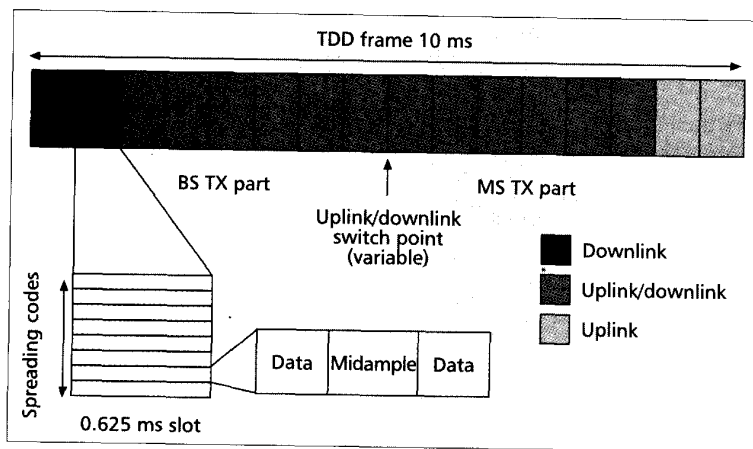 TDD frame 10 ms
BS TX part
MS TX part
Uplink/downlink
switch point
(variable)
Downlink
Uplink/downlink
Uplink
Spreading codes
Data
Midample
Data
0.625 ms slot